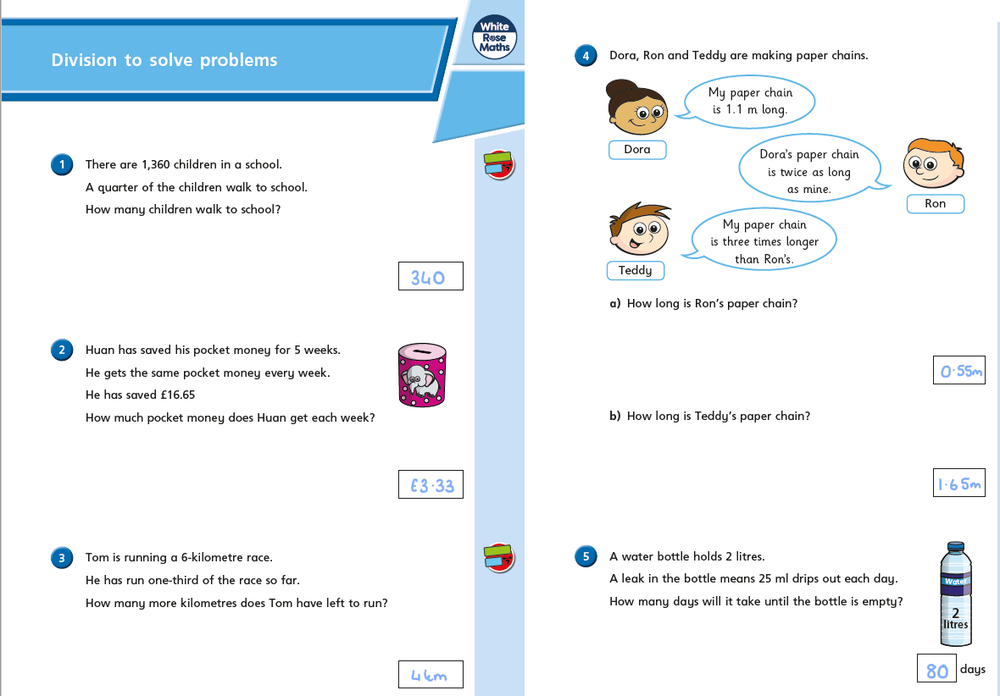 Division to solve problems
White
Rose
Maths
1 There are 1,360 children in a school.
A quarter of the children walk to school.
How many children walk to school?
340
2 Huan has saved his pocket money for 5 weeks.
He gets the same pocket money every week.
He has saved £16.65
How much pocket money does Huan get each week?
£3.33
3 Tom is running a 6-kilometre race.
He has run one-third of the race so far.
How many more kilometres does Tom have left to run?
4km
4 Dora, Ron and Teddy are making paper chains.
My paper chain
is 1.1 m long.
Dora
Dora's paper chain
is twice as long
as mine.
Ron
My paper chain
is three times longer
than Ron's.
Teddy
a) How long is Ron's paper chain?
0.55m
b) How long is Teddy's paper chain?
1.65m
5 A water bottle holds 2 litres.
A leak in the bottle means 25 ml drips out each day.
How many days will it take until the bottle is empty?
Water
2
litres
80 days